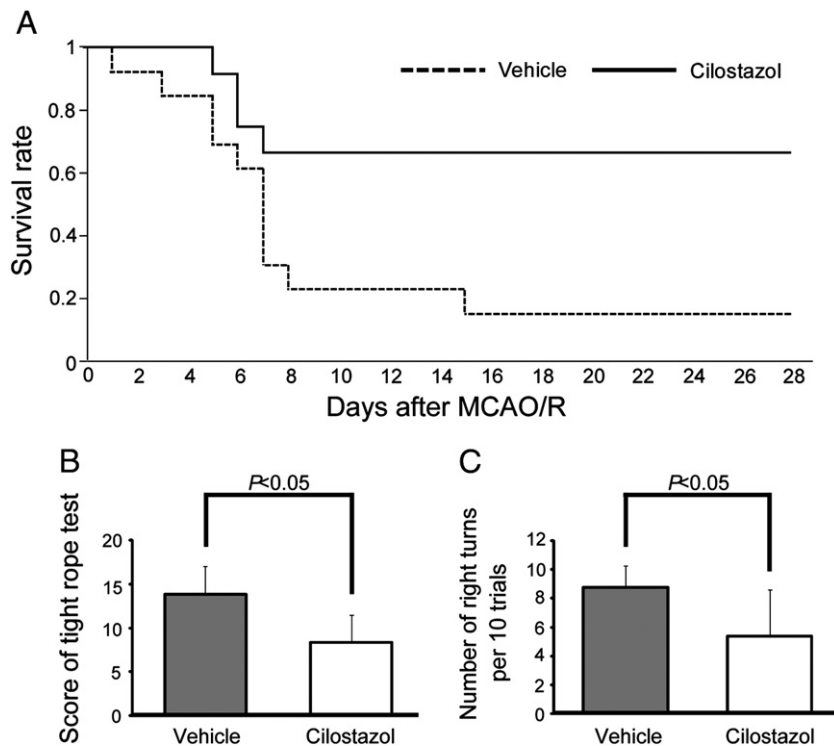 A
Survival rate
1
0.8
0.6
0.4
0.2
0
Vehicle
Cilostazol
0 2 4 6 8 10 12 14 16 18 20 22 24 26 28
Days after MCAO/R
B
P<0.05
Score of tight rope test
20
15
10
5
0
Vehicle Cilostazol
C
P<0.05
Number of right turns
per 10 trials
12
10
8
6
4
2
0
Vehicle Cilostazol